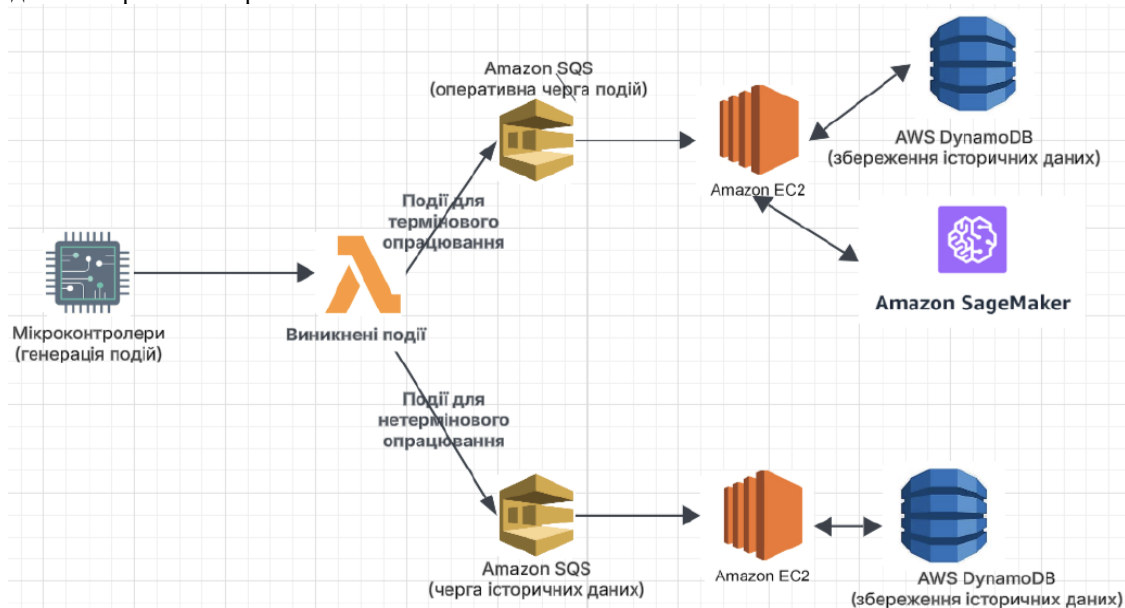 Amazon SQS
(оперативна черга подій)
AWS DynamoDB
(збереження історичних даних)
Amazon EC2
Події для
термінового
опрацювання
Amazon SageMaker
Мікроконтролери
(генерація подій)
Виникнені події
Події для
нетермінового
опрацювання
Amazon SQS
(черга історичних даних)
Amazon EC2
AWS DynamoDB
(збереження історичних даних)